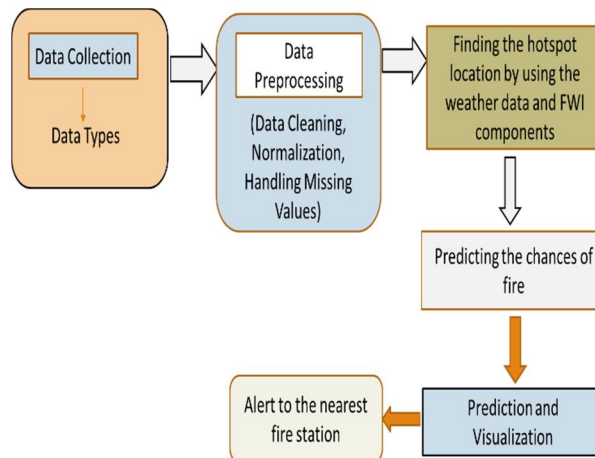 Data Collection
Data Types
Data
Preprocessing
(Data Cleaning,
Normalization,
Handling Missing
Values)
Finding the hotspot
location by using the
weather data and FWI
components
Predicting the chances of
fire
Prediction and
Visualization
Alert to the nearest
fire station